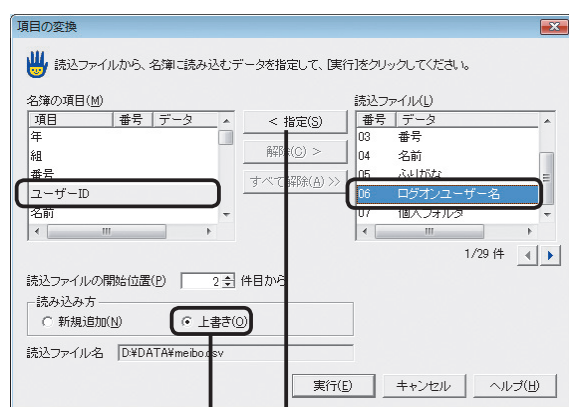 項目の変換
読込ファイルから、名簿に読み込むデータを指定して、[実行]をクリックしてください。
名簿の項目(M)
項目 番号 データ
年
組
番号
ユーザーID
名前
< 指定(S)
解除(C) >
すべて解除(A) >>
読込ファイル(L)
番号 データ
03 番号
04 名前
05 ふりがな
06 ログオンユーザー名
07 個人フォルダ
1/29 件
読込ファイルの開始位置(P) 2 件目から
読み込み方
新規追加(N) 上書き(O)
読込ファイル名 D:¥DATA¥meibo.csv
実行(E) キャンセル ヘルプ(H)